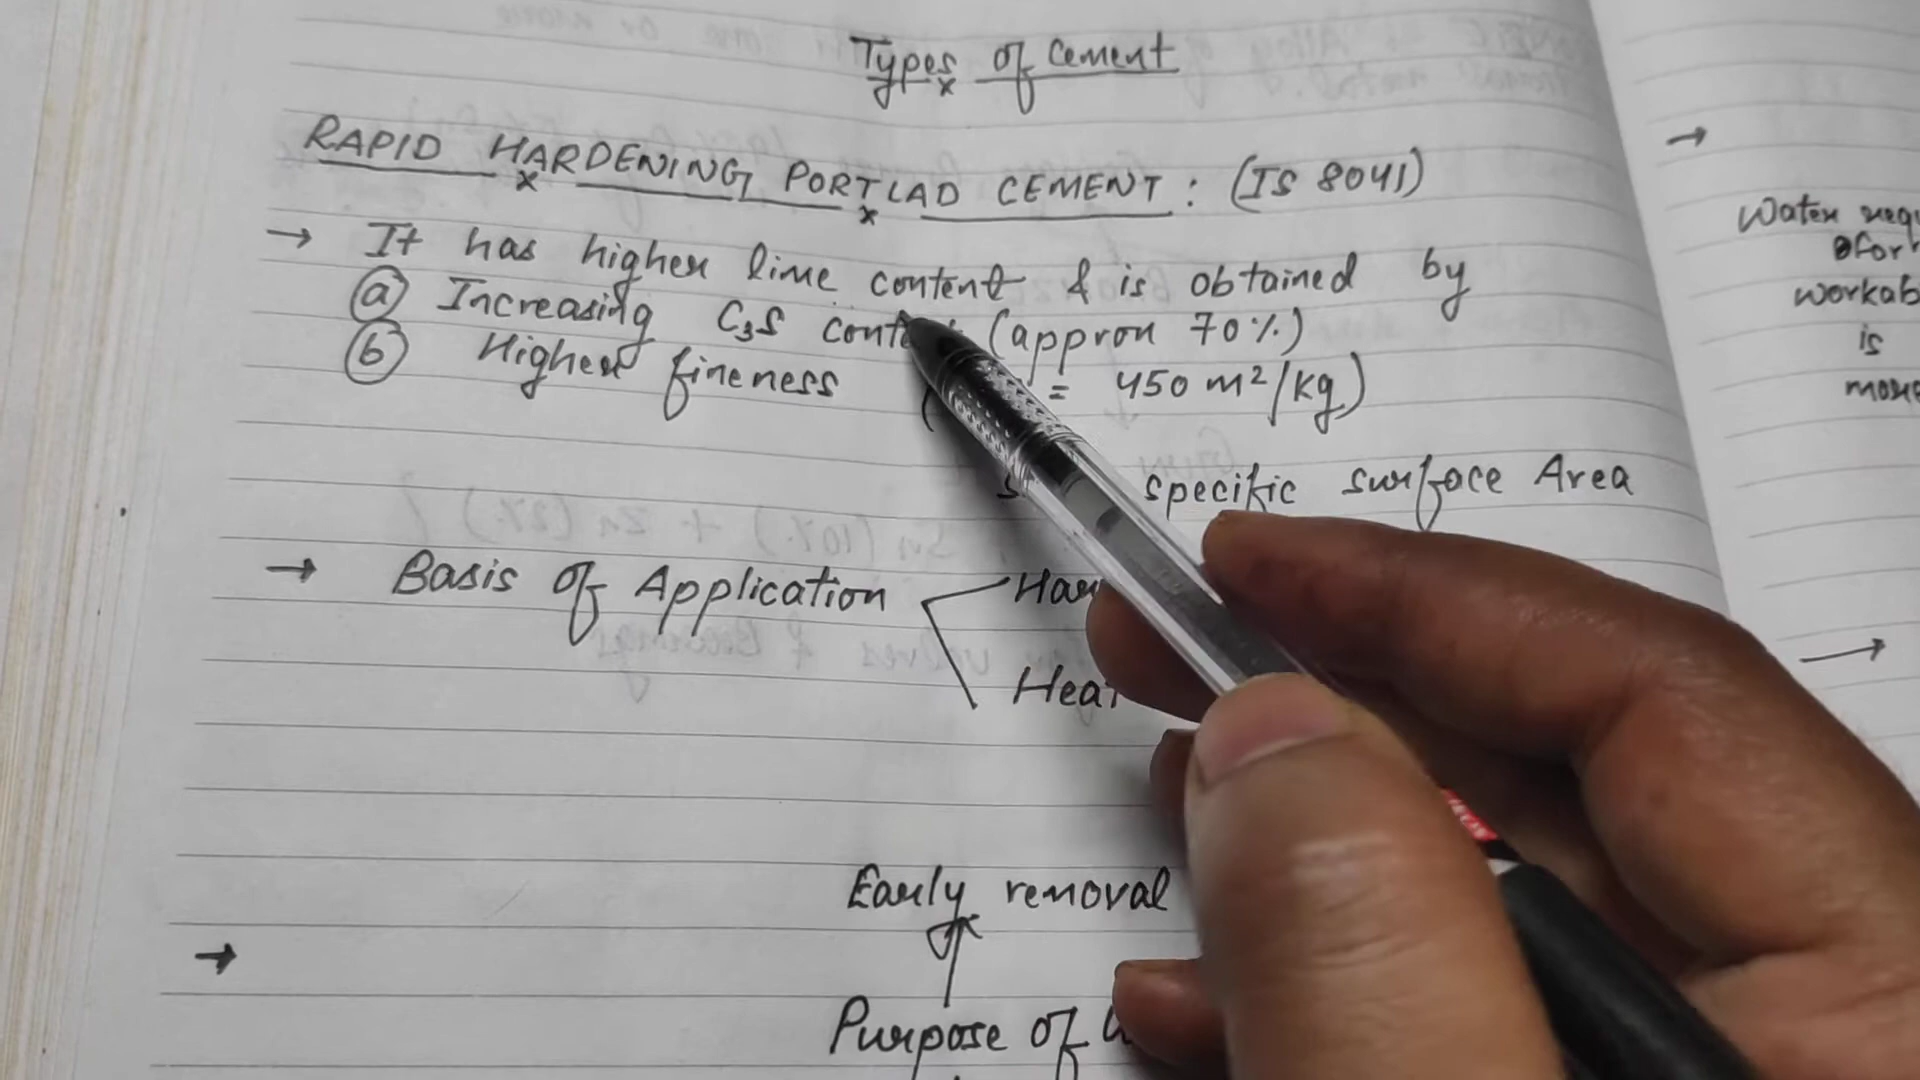 Types of Cement
RAPID HARDENING PORTLAD CEMENT : (IS 8041)
→ It has higher lime content & is obtained by
(a) Increasing C3S (approx 70%)
(b) Higher fineness ( = 450 m²/kg)
specific surface Area
→ Basis of Application
Early removal
→
Purpose of
→
Water
workab
is
→